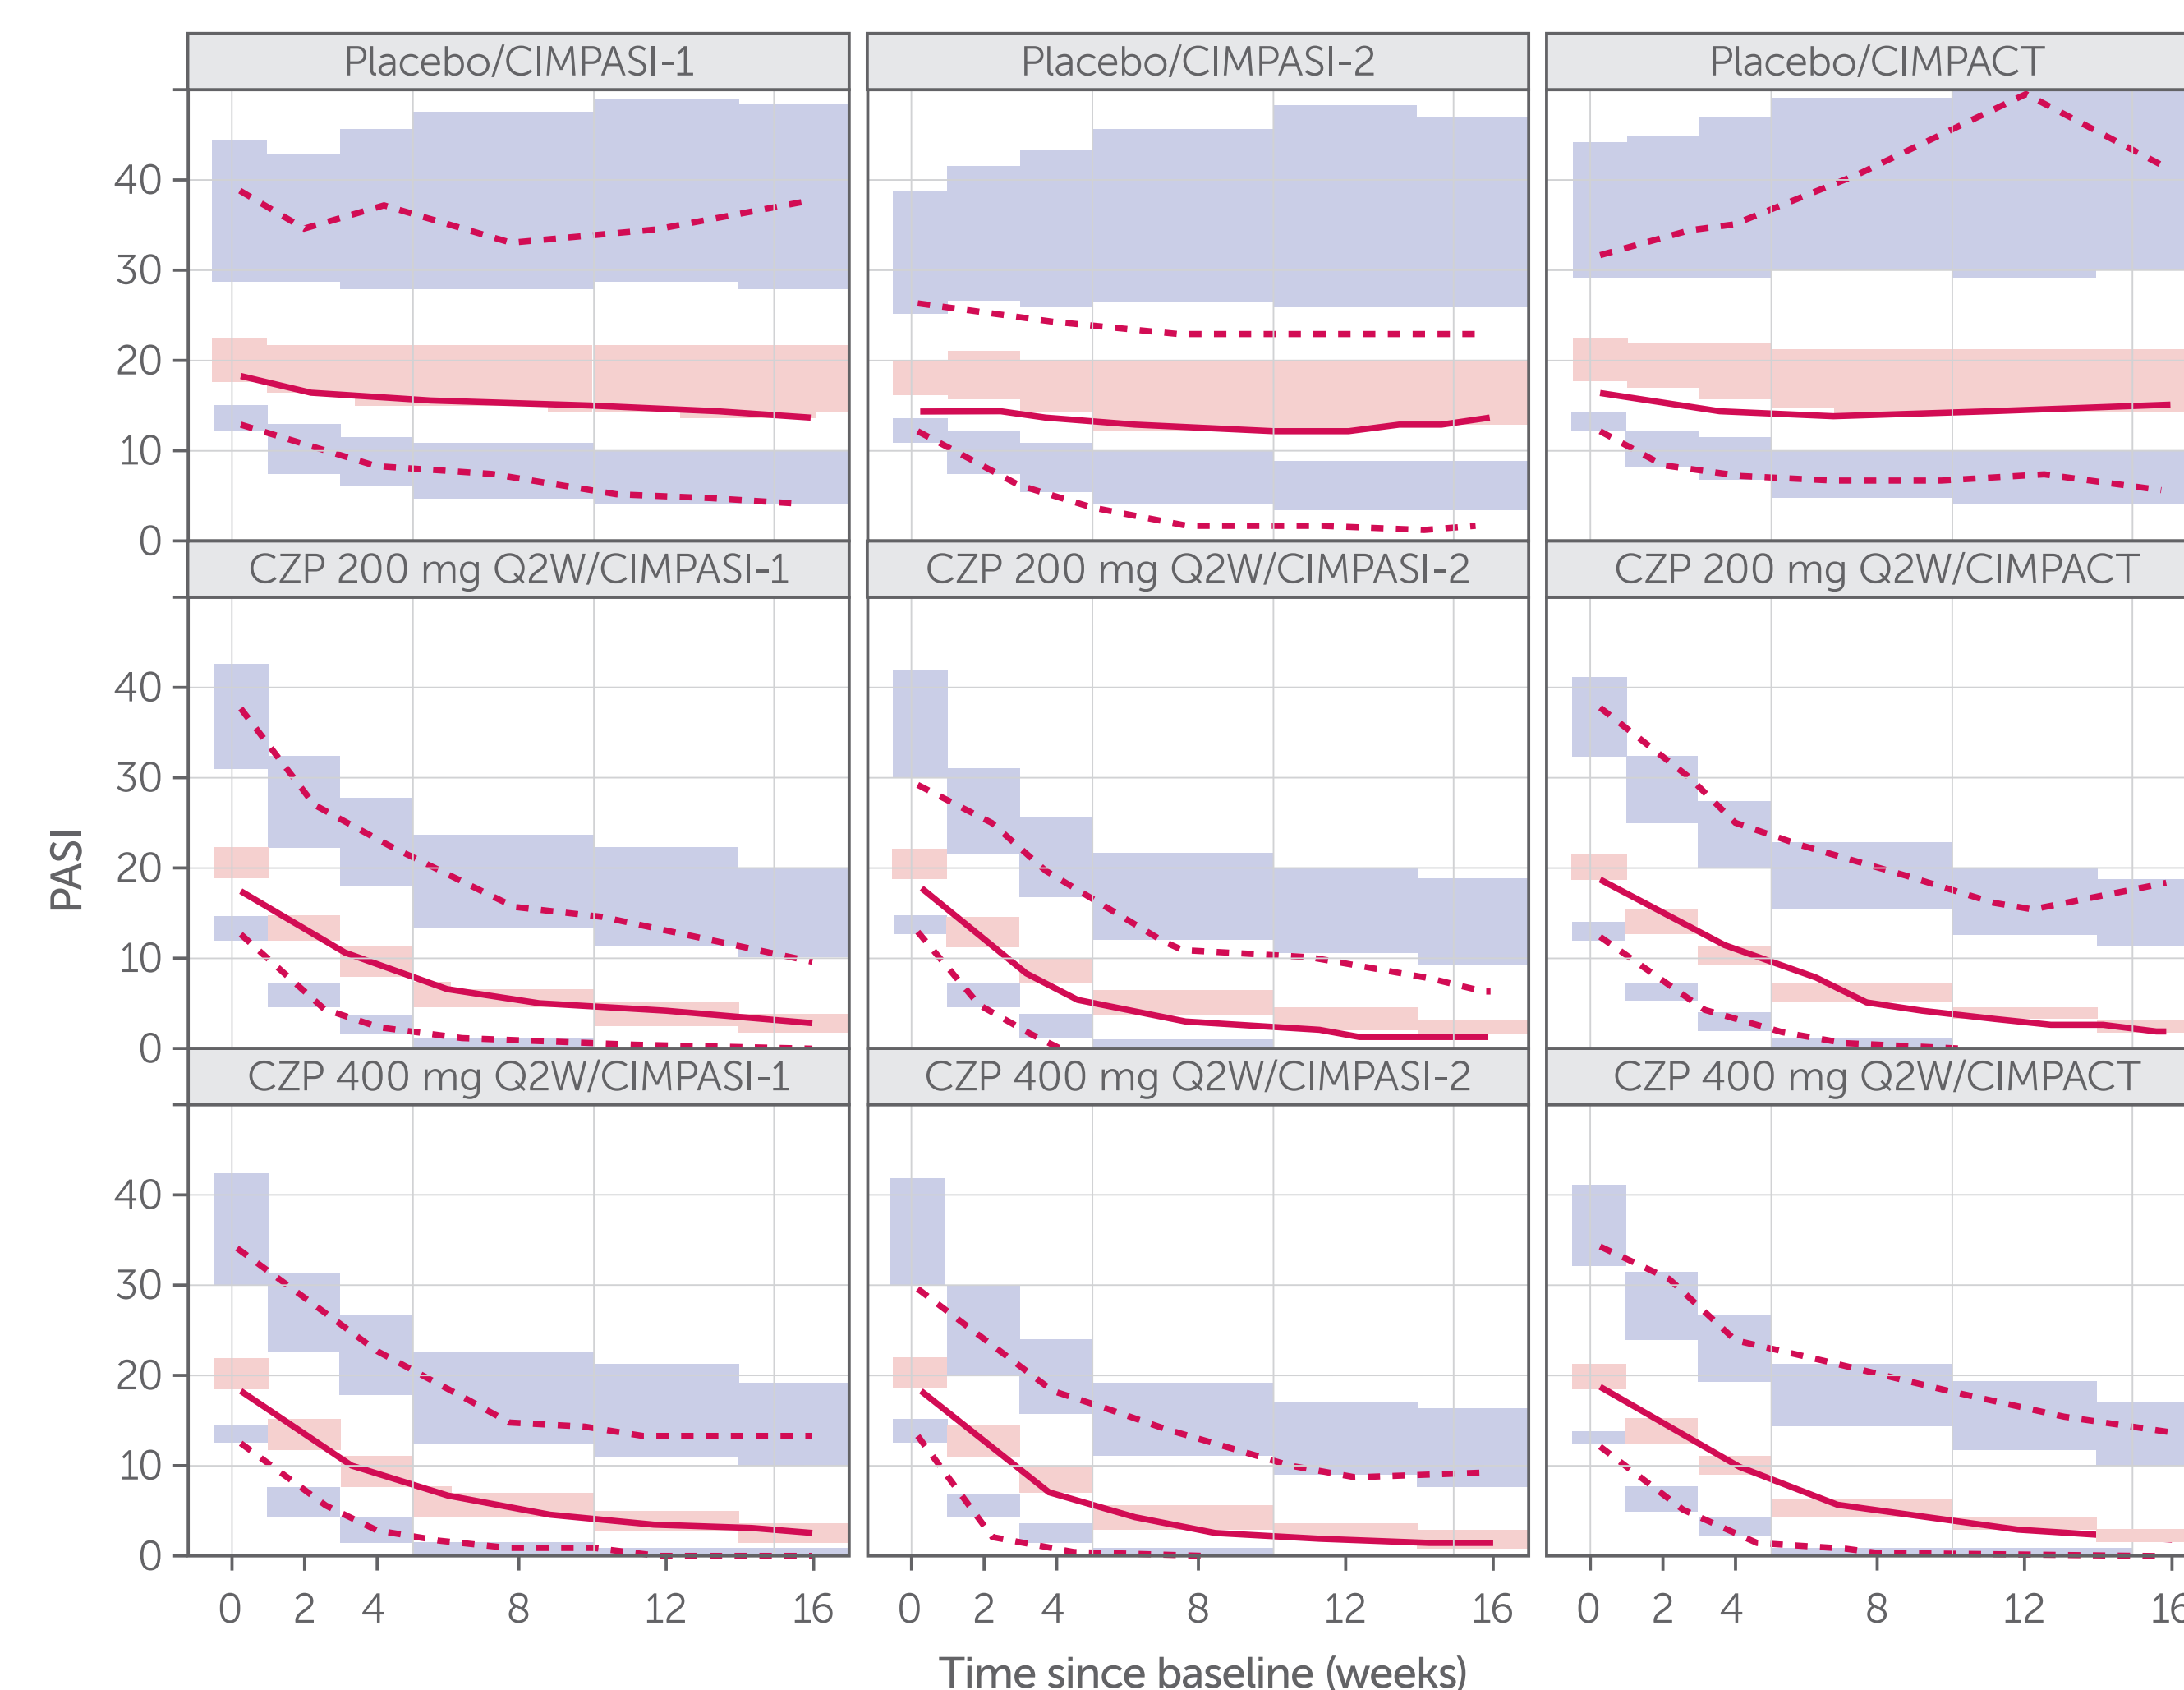 Placebo/CIMPASI-1 Placebo/CIMPASI-2 Placebo/CIMPACT
40
30
20
10
0
CZP 200 mg Q2W/CIMPASI-1 CZP 200 mg Q2W/CIMPASI-2 CZP 200 mg Q2W/CIMPACT
40
30
20
10
0
PASI
CZP 400 mg Q2W/CIMPASI-1 CZP 400 mg Q2W/CIMPASI-2 CZP 400 mg Q2W/CIMPACT
40
30
20
10
0
0 2 4 8 12 16 0 2 4 8 12 16 0 2 4 8 12 16
Time since baseline (weeks)